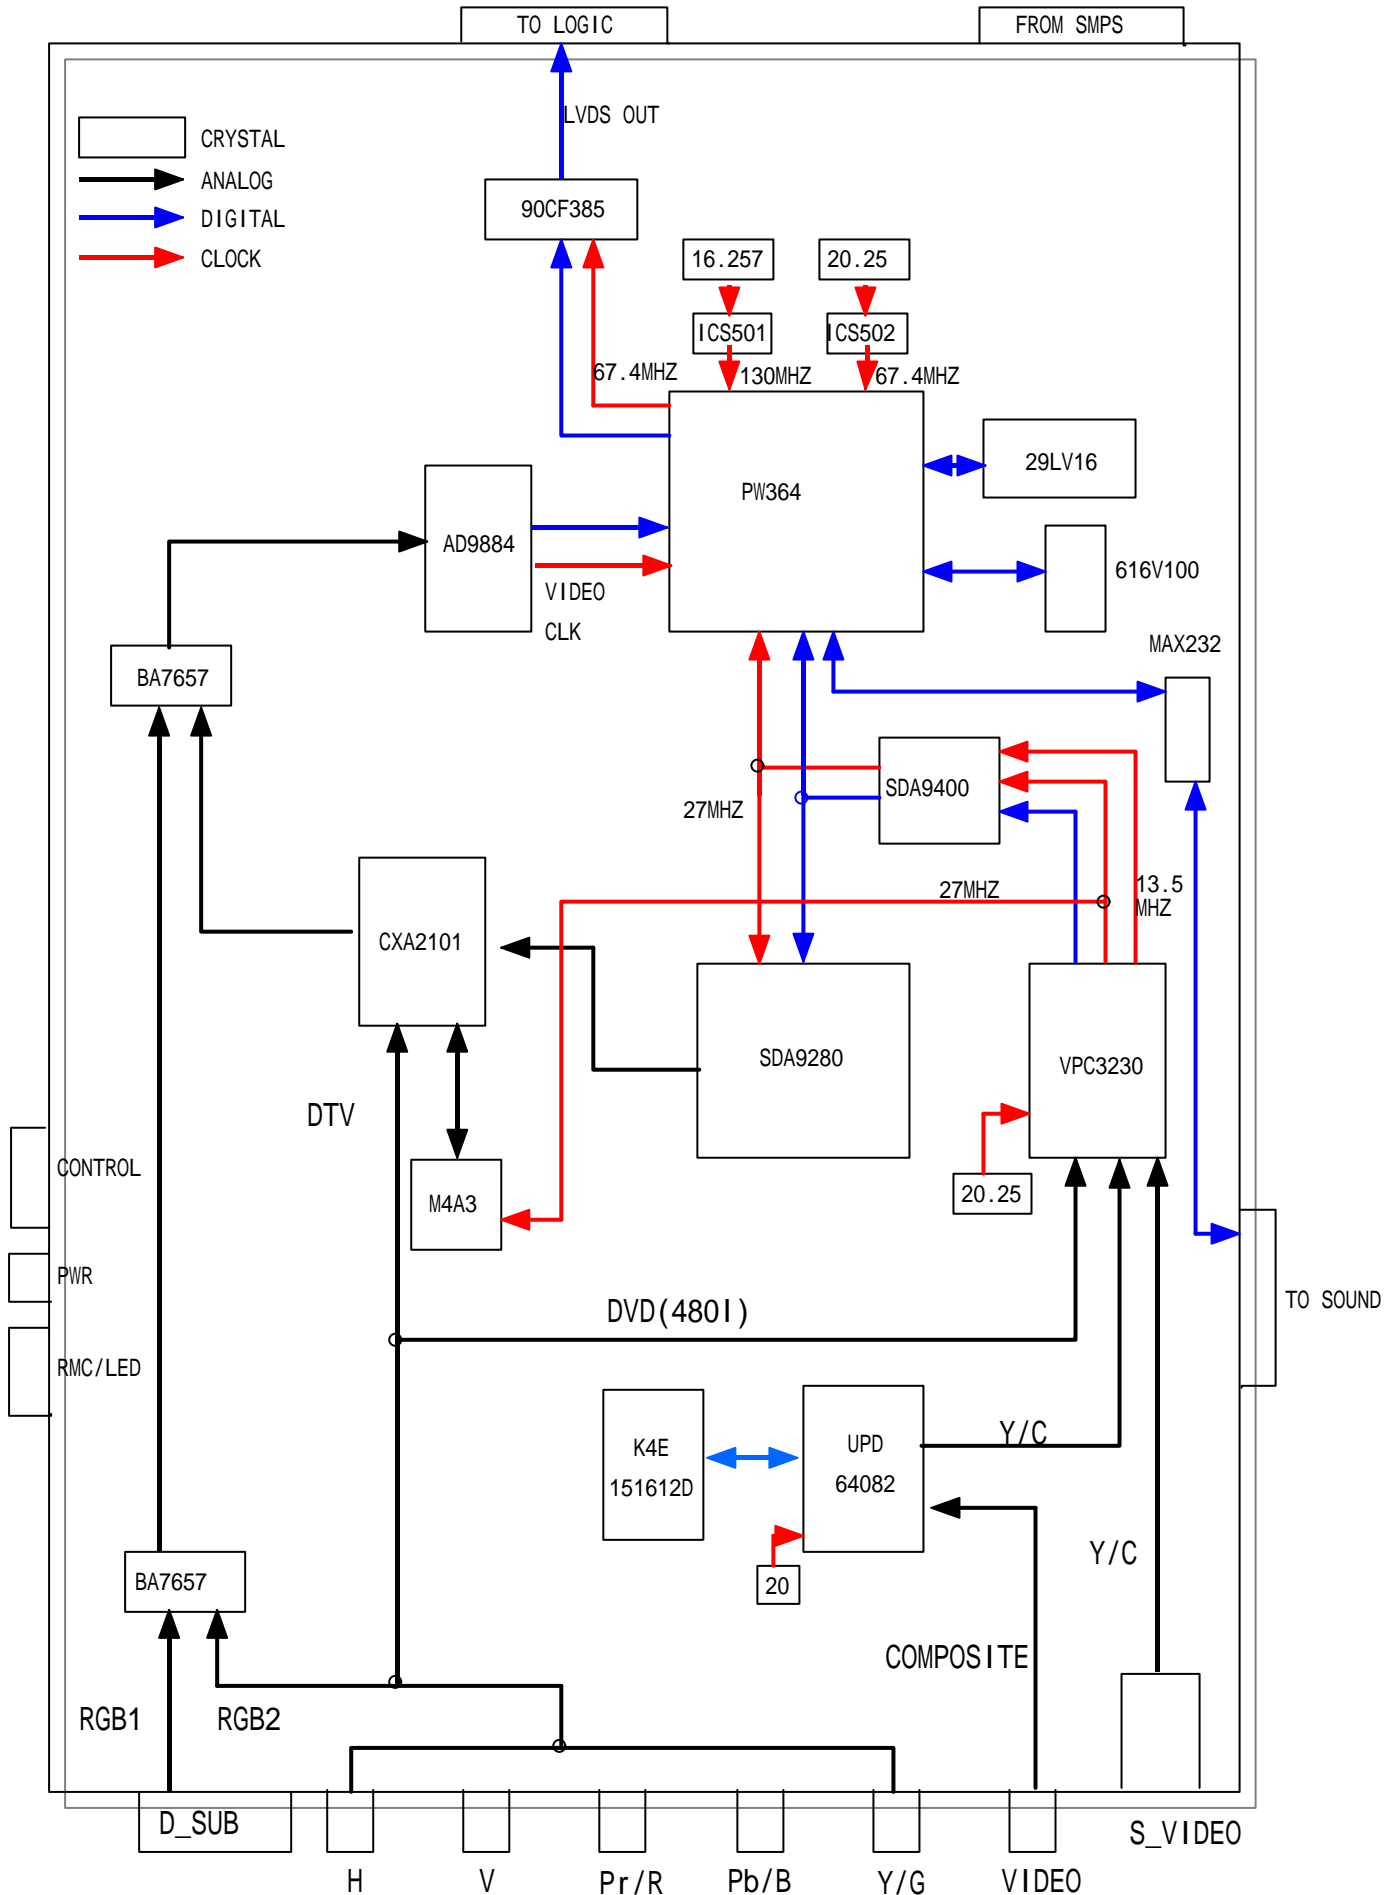 TO LOGIC
FROM SMPS
LVDS OUT
CRYSTAL
ANALOG
DIGITAL
CLOCK
90CF385
16.257
20.25
ICS501
ICS502
67.4MHZ
130MHZ
67.4MHZ
29LV16
PW364
AD9884
616V100
VIDEO
CLK
MAX232
BA7657
SDA9400
27MHZ
27MHZ
13.5
MHZ
CXA2101
SDA9280
VPC3230
DTV
CONTROL
M4A3
20.25
PWR
TO SOUND
DVD(480I)
RMC/LED
K4E
151612D
UPD
64082
Y/C
Y/C
BA7657
20
COMPOSITE
RGB1
RGB2
D_SUB
S_VIDEO
H
V
Pr/R
Pb/B
Y/G
VIDEO